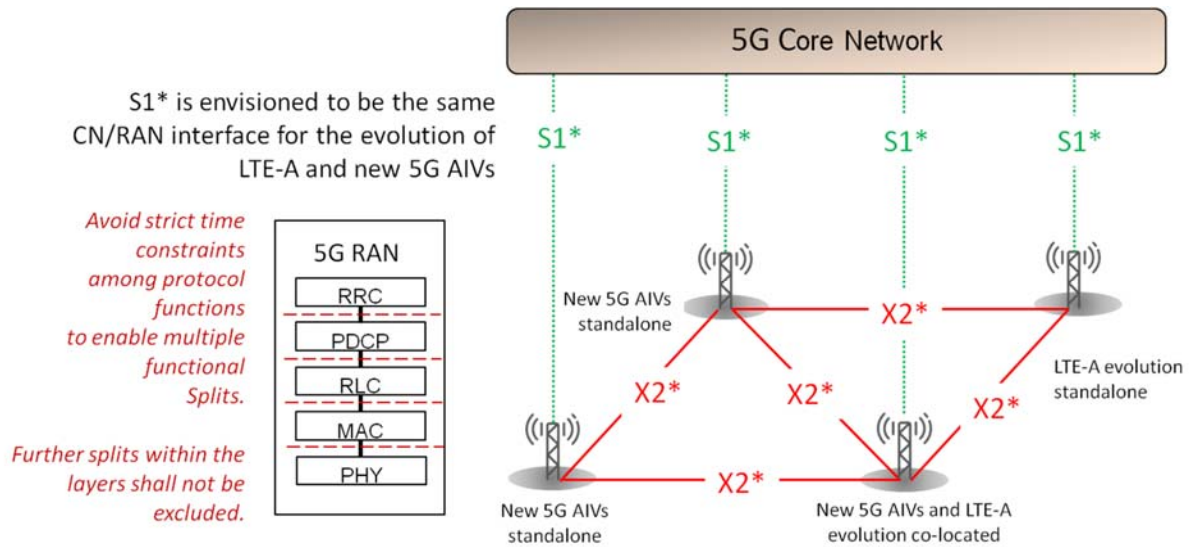 5G Core Network
S1* is envisioned to be the same
CN/RAN interface for the evolution of
LTE-A and new 5G AIVs
S1*
S1*
S1*
S1*
Avoid strict time
constraints
among protocol
functions
to enable multiple
functional
Splits.
Further splits within the
layers shall not be
excluded.
5G RAN
RRC
PDCP
RLC
MAC
PHY
New 5G AIVs
standalone
X2*
LTE-A evolution
standalone
X2*
X2*
X2*
X2*
New 5G AIVs
standalone
New 5G AIVs and LTE-A
evolution co-located